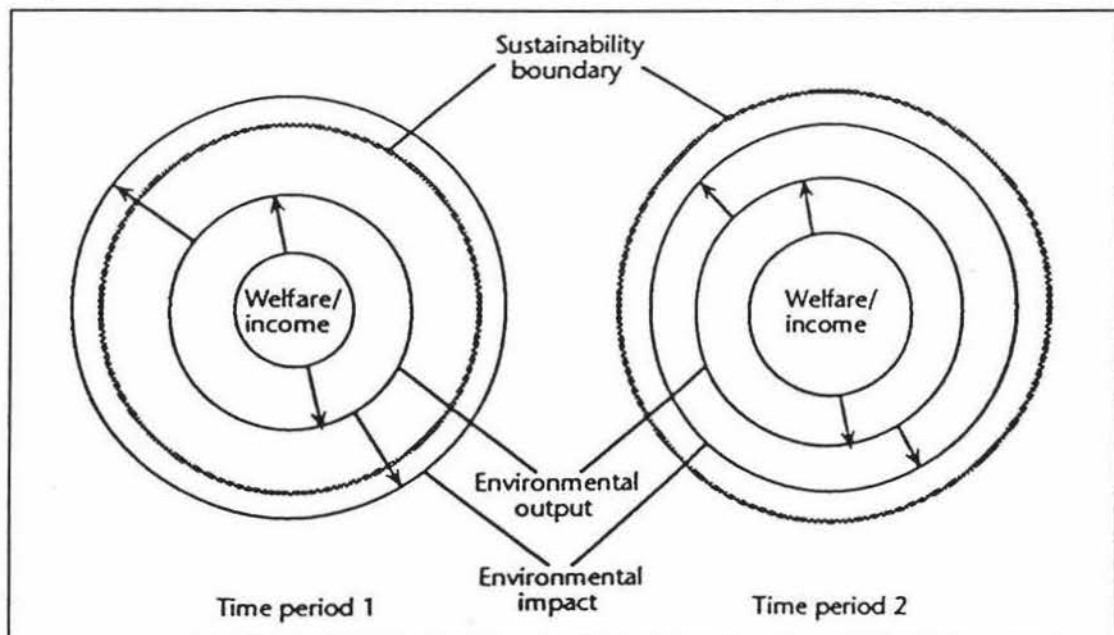 Sustainability
boundary
Welfare/
income
Welfare/
income
Environmental
output
Environmental
impact
Time period 1
Time period 2